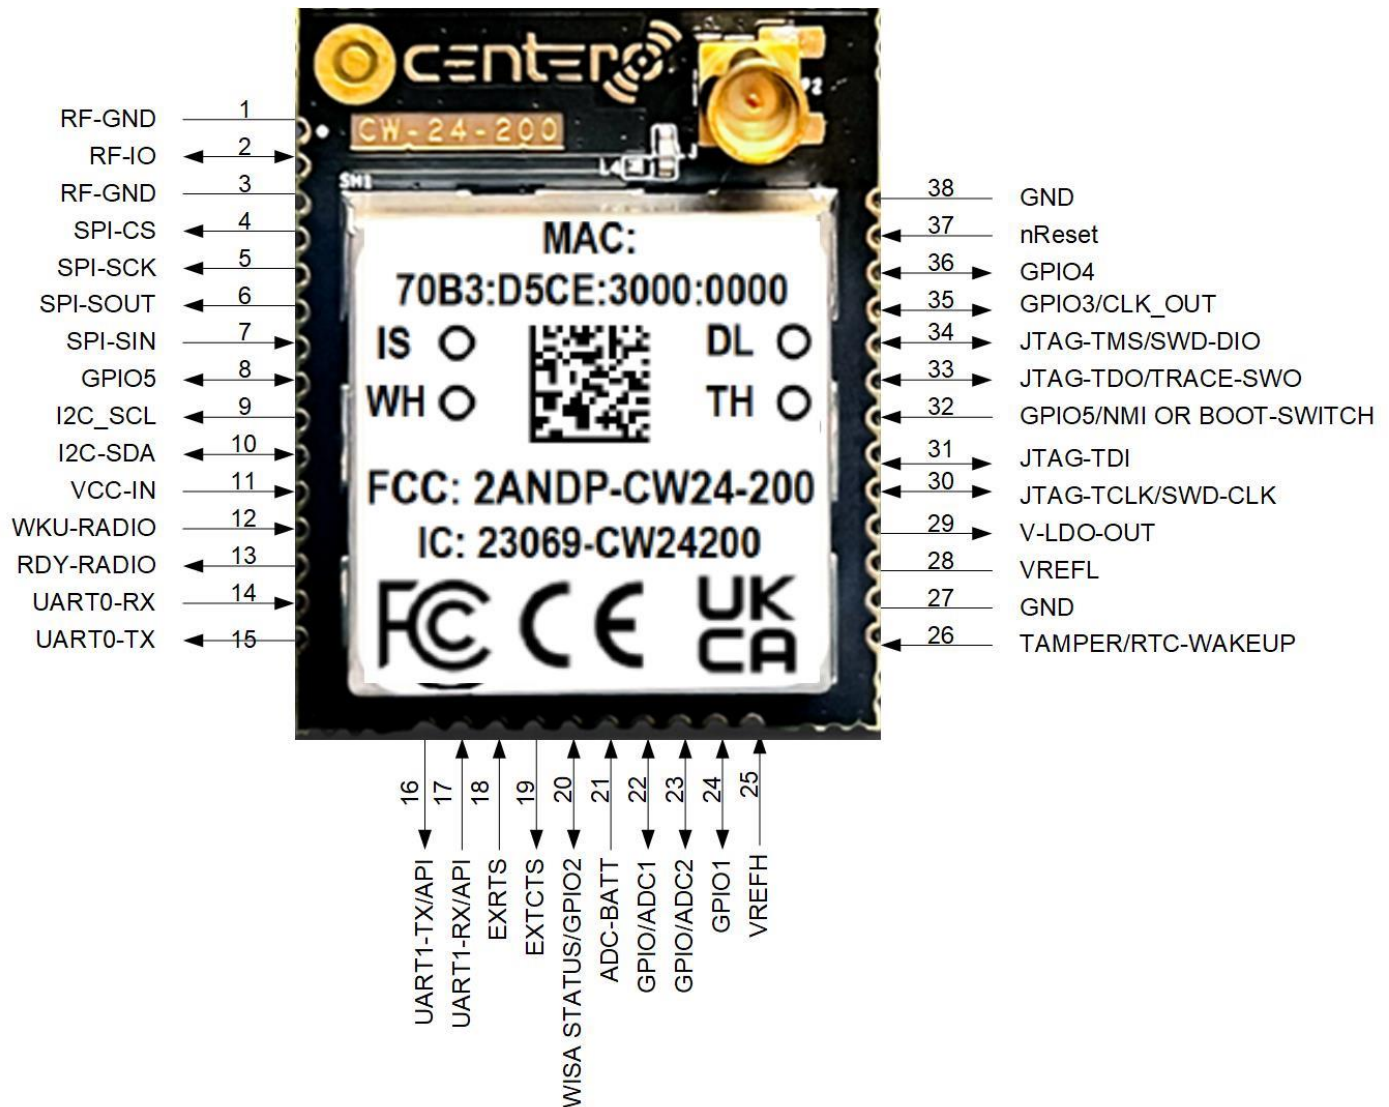 centero
CW-24-200
P2
L4
SH1
MAC:
70B3:D5CE:3000:0000
IS
DL
WH
TH
FCC: 2ANDP-CW24-200
IC: 23069-CW24200
FC
CE
UK
CA
RF-GND 1
RF-IO 2
RF-GND 3
SPI-CS 4
SPI-SCK 5
SPI-SOUT 6
SPI-SIN 7
GPIO5 8
I2C_SCL 9
I2C-SDA 10
VCC-IN 11
WKU-RADIO 12
RDY-RADIO 13
UART0-RX 14
UART0-TX 15
16 UART1-TX/API
17 UART1-RX/API
18 EXRTS
19 EXTCTS
20 WISA STATUS/GPIO2
21 ADC-BATT
22 GPIO/ADC1
23 GPIO/ADC2
24 GPIO1
25 VREFH
38 GND
37 nReset
36 GPIO4
35 GPIO3/CLK_OUT
34 JTAG-TMS/SWD-DIO
33 JTAG-TDO/TRACE-SWO
32 GPIO5/NMI OR BOOT-SWITCH
31 JTAG-TDI
30 JTAG-TCLK/SWD-CLK
29 V-LDO-OUT
28 VREFL
27 GND
26 TAMPER/RTC-WAKEUP